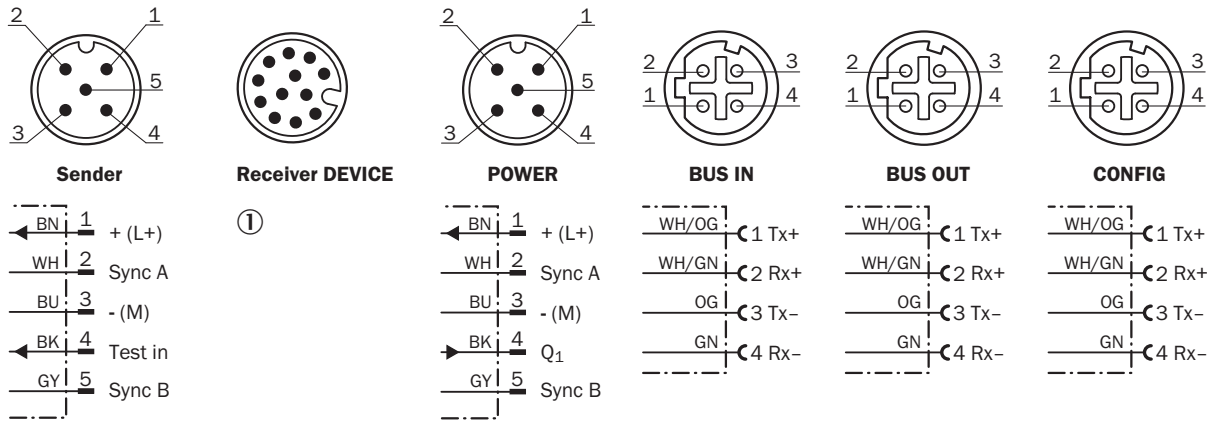 2 1 2 1
5 5 2 3 2 3 2 3
1 4 1 4 1 4
3 4 3 4
Sender Receiver DEVICE POWER BUS IN BUS OUT CONFIG
①
BN 1 + (L+) BN 1 + (L+) WH/OG 1 Tx+ WH/OG 1 Tx+ WH/OG 1 Tx+
WH 2 Sync A WH 2 Sync A WH/GN 2 Rx+ WH/GN 2 Rx+ WH/GN 2 Rx+
BU 3 - (M) BU 3 - (M) OG 3 Tx– OG 3 Tx– OG 3 Tx–
BK 4 Test in BK 4 Q₁ GN 4 Rx– GN 4 Rx– GN 4 Rx–
GY 5 Sync B GY 5 Sync B